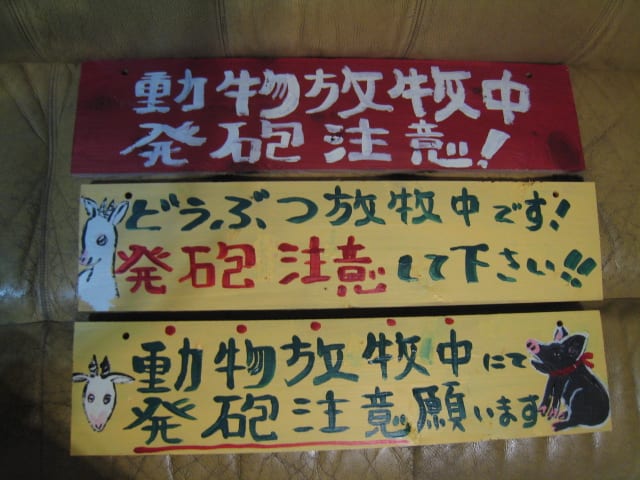 動物放牧中
発砲注意!
どうぶつ放牧中です!
発砲注意して下さい!!
動物放牧中にて
発砲注意願います